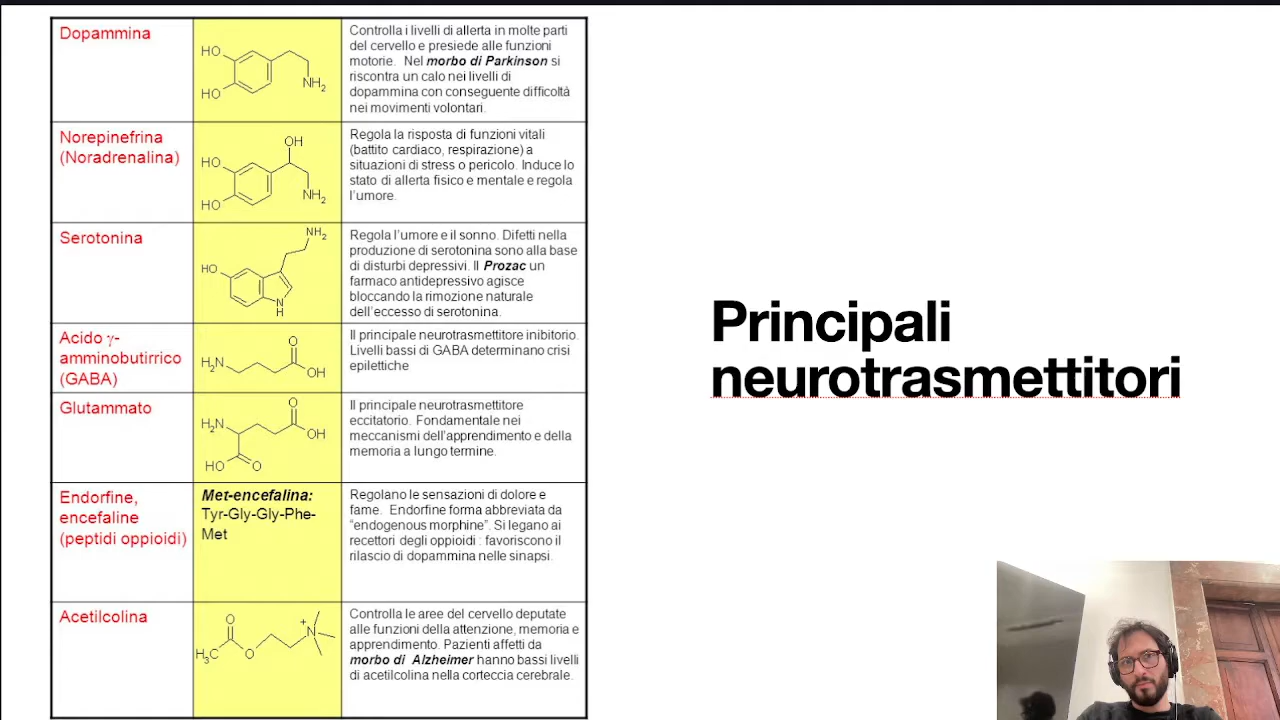 Dopammina
HO
HO
NH2
Controlla i livelli di allerta in molte parti
del cervello e presiede alle funzioni
motorie. Nel morbo di Parkinson si
riscontra un calo nei livelli di
dopammina con conseguente difficoltà
nei movimenti volontari.
Norepinefrina
(Noradrenalina)
OH
HO
HO
NH2
Regola la risposta di funzioni vitali
(battito cardiaco, respirazione) a
situazioni di stress o pericolo. Induce lo
stato di allerta fisico e mentale e regola
l'umore.
Serotonina
NH2
HO
N
H
Regola l'umore e il sonno. Difetti nella
produzione di serotonina sono alla base
di disturbi depressivi. Il Prozac un
farmaco antidepressivo agisce
bloccando la rimozione naturale
dell'eccesso di serotonina.
Acido γ-
amminobutirrico
(GABA)
O
H2N
OH
Il principale neurotrasmettitore inibitorio.
Livelli bassi di GABA determinano crisi
epilettiche
Glutammato
O
H2N
OH
HO
O
Il principale neurotrasmettitore
eccitatorio. Fondamentale nei
meccanismi dell'apprendimento e della
memoria a lungo termine.
Endorfine,
encefaline
(peptidi oppioidi)
Met-encefalina:
Tyr-Gly-Gly-Phe-
Met
Regolano le sensazioni di dolore e
fame. Endorfine forma abbreviata da
"endogenous morphine". Si legano ai
recettori degli oppioidi : favoriscono il
rilascio di dopammina nelle sinapsi.
Acetilcolina
O
+
N
H3C
O
Controlla le aree del cervello deputate
alle funzioni della attenzione, memoria e
apprendimento. Pazienti affetti da
morbo di Alzheimer hanno bassi livelli
di acetilcolina nella corteccia cerebrale.
Principali
neurotrasmettitori